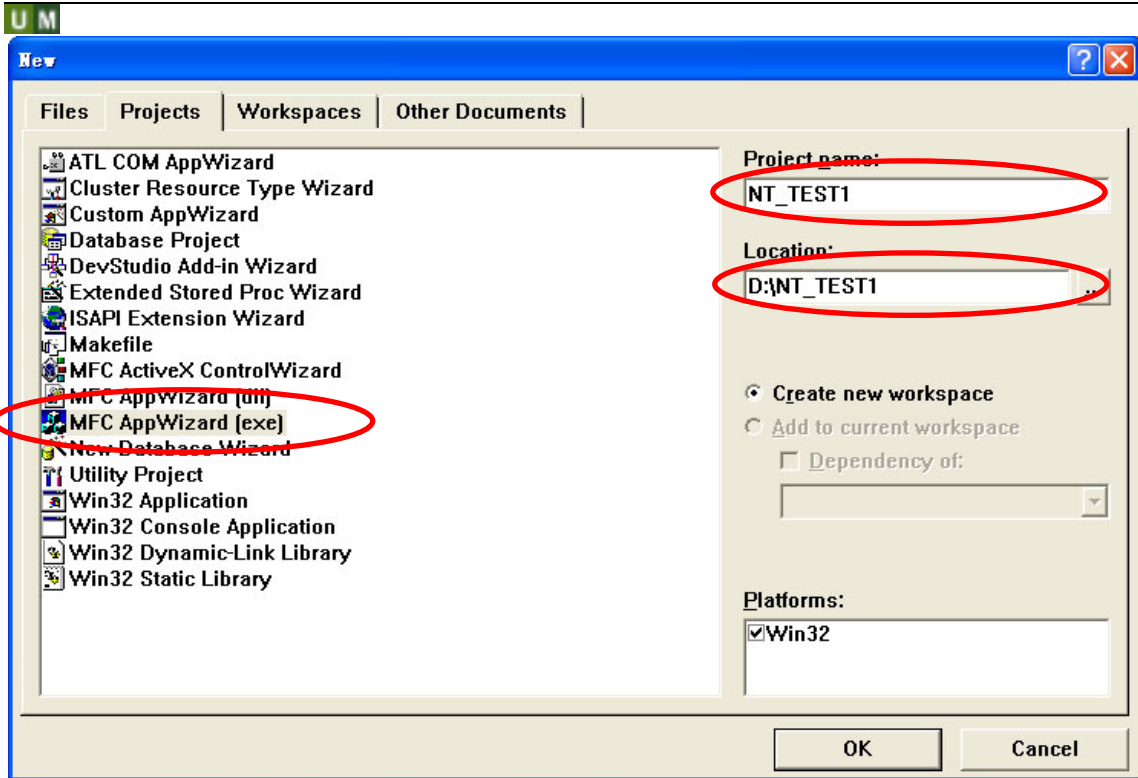 U M
New
Files Projects Workspaces Other Documents
ATL COM AppWizard
Cluster Resource Type Wizard
Custom AppWizard
Database Project
DevStudio Add-in Wizard
Extended Stored Proc Wizard
ISAPI Extension Wizard
Makefile
MFC ActiveX ControlWizard
MFC AppWizard (dll)
MFC AppWizard (exe)
New Database Wizard
Utility Project
Win32 Application
Win32 Console Application
Win32 Dynamic-Link Library
Win32 Static Library
Project name:
NT_TEST1
Location:
D:\NT_TEST1 ...
Create new workspace
Add to current workspace
Dependency of:
Platforms:
Win32
OK Cancel